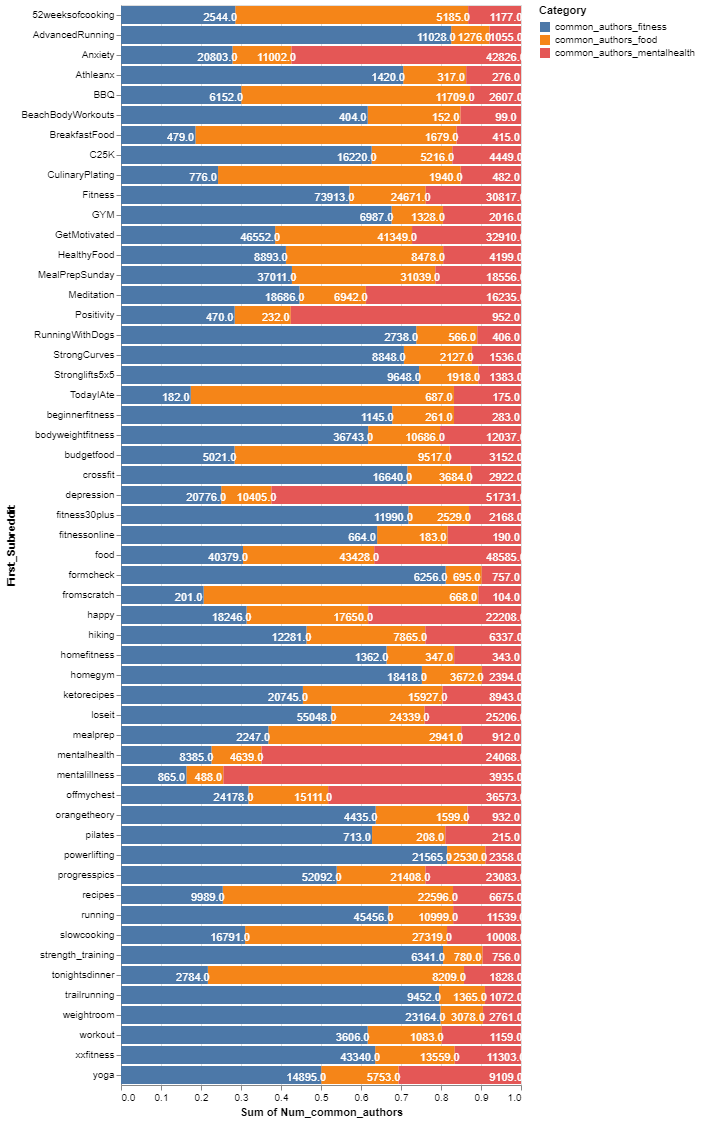 Category
common_authors_fitness
common_authors_food
common_authors_mentalhealth
First_Subreddit
52weeksofcooking 2544.0 5185.0 1177.0
AdvancedRunning 11028.0 1276.0 1055.0
Anxiety 20803.0 11002.0 42826.0
Athleanx 1420.0 317.0 276.0
BBQ 6152.0 11709.0 2607.0
BeachBodyWorkouts 404.0 152.0 99.0
BreakfastFood 479.0 1679.0 415.0
C25K 16220.0 5216.0 4449.0
CulinaryPlating 776.0 1940.0 482.0
Fitness 73913.0 24671.0 30817.0
GYM 6987.0 1328.0 2016.0
GetMotivated 46552.0 41349.0 32910.0
HealthyFood 8893.0 8478.0 4199.0
MealPrepSunday 37011.0 31039.0 18556.0
Meditation 18686.0 6942.0 16235.0
Positivity 470.0 232.0 952.0
RunningWithDogs 2738.0 566.0 406.0
StrongCurves 8848.0 2127.0 1536.0
Stronglifts5x5 9648.0 1918.0 1383.0
TodayIAte 182.0 687.0 175.0
beginnerfitness 1145.0 261.0 283.0
bodyweightfitness 36743.0 10686.0 12037.0
budgetfood 5021.0 9517.0 3152.0
crossfit 16640.0 3684.0 2922.0
depression 20776.0 10405.0 51731.0
fitness30plus 11990.0 2529.0 2168.0
fitnessonline 664.0 183.0 190.0
food 40379.0 43428.0 48585.0
formcheck 6256.0 695.0 757.0
fromscratch 201.0 668.0 104.0
happy 18246.0 17650.0 22208.0
hiking 12281.0 7865.0 6337.0
homefitness 1362.0 347.0 343.0
homegym 18418.0 3672.0 2394.0
ketorecipes 20745.0 15927.0 8943.0
loseit 55048.0 24339.0 25206.0
mealprep 2247.0 2941.0 912.0
mentalhealth 8385.0 4639.0 24068.0
mentalillness 865.0 488.0 3935.0
offmychest 24178.0 15111.0 36573.0
orangetheory 4435.0 1599.0 932.0
pilates 713.0 208.0 215.0
powerlifting 21565.0 2530.0 2358.0
progresspics 52092.0 21408.0 23083.0
recipes 9989.0 22596.0 6675.0
running 45456.0 10999.0 11539.0
slowcooking 16791.0 27319.0 10008.0
strength_training 6341.0 780.0 756.0
tonightsdinner 2784.0 8209.0 1828.0
trailrunning 9452.0 1365.0 1072.0
weightroom 23164.0 3078.0 2761.0
workout 3606.0 1083.0 1159.0
xxfitness 43340.0 13559.0 11303.0
yoga 14895.0 5753.0 9109.0
0.0 0.1 0.2 0.3 0.4 0.5 0.6 0.7 0.8 0.9 1.0
Sum of Num_common_authors